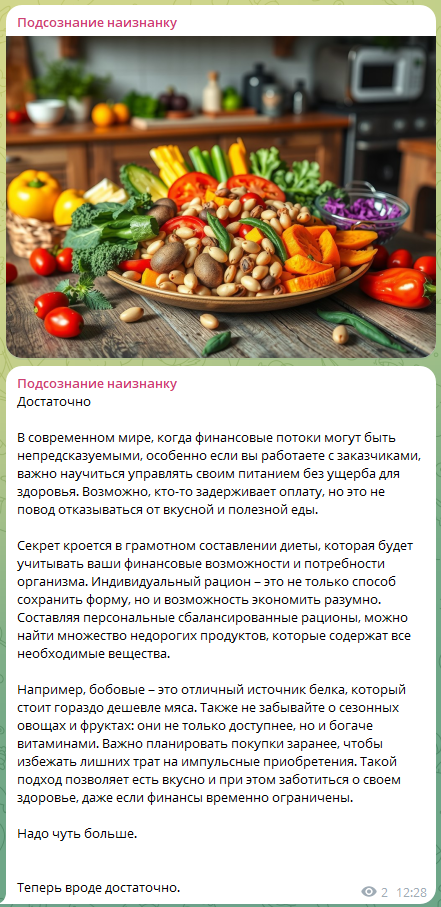 Подсознание наизнанку
Подсознание наизнанку
Достаточно
В современном мире, когда финансовые потоки могут быть
непредсказуемыми, особенно если вы работаете с заказчиками,
важно научиться управлять своим питанием без ущерба для
здоровья. Возможно, кто-то задерживает оплату, но это не
повод отказываться от вкусной и полезной еды.
Секрет кроется в грамотном составлении диеты, которая будет
учитывать ваши финансовые возможности и потребности
организма. Индивидуальный рацион – это не только способ
сохранить форму, но и возможность экономить разумно.
Составляя персональные сбалансированные рационы, можно
найти множество недорогих продуктов, которые содержат все
необходимые вещества.
Например, бобовые – это отличный источник белка, который
стоит гораздо дешевле мяса. Также не забывайте о сезонных
овощах и фруктах: они не только доступнее, но и богаче
витаминами. Важно планировать покупки заранее, чтобы
избежать лишних трат на импульсные приобретения. Такой
подход позволяет есть вкусно и при этом заботиться о своем
здоровье, даже если финансы временно ограничены.
Надо чуть больше.
Теперь вроде достаточно.
2 12:28